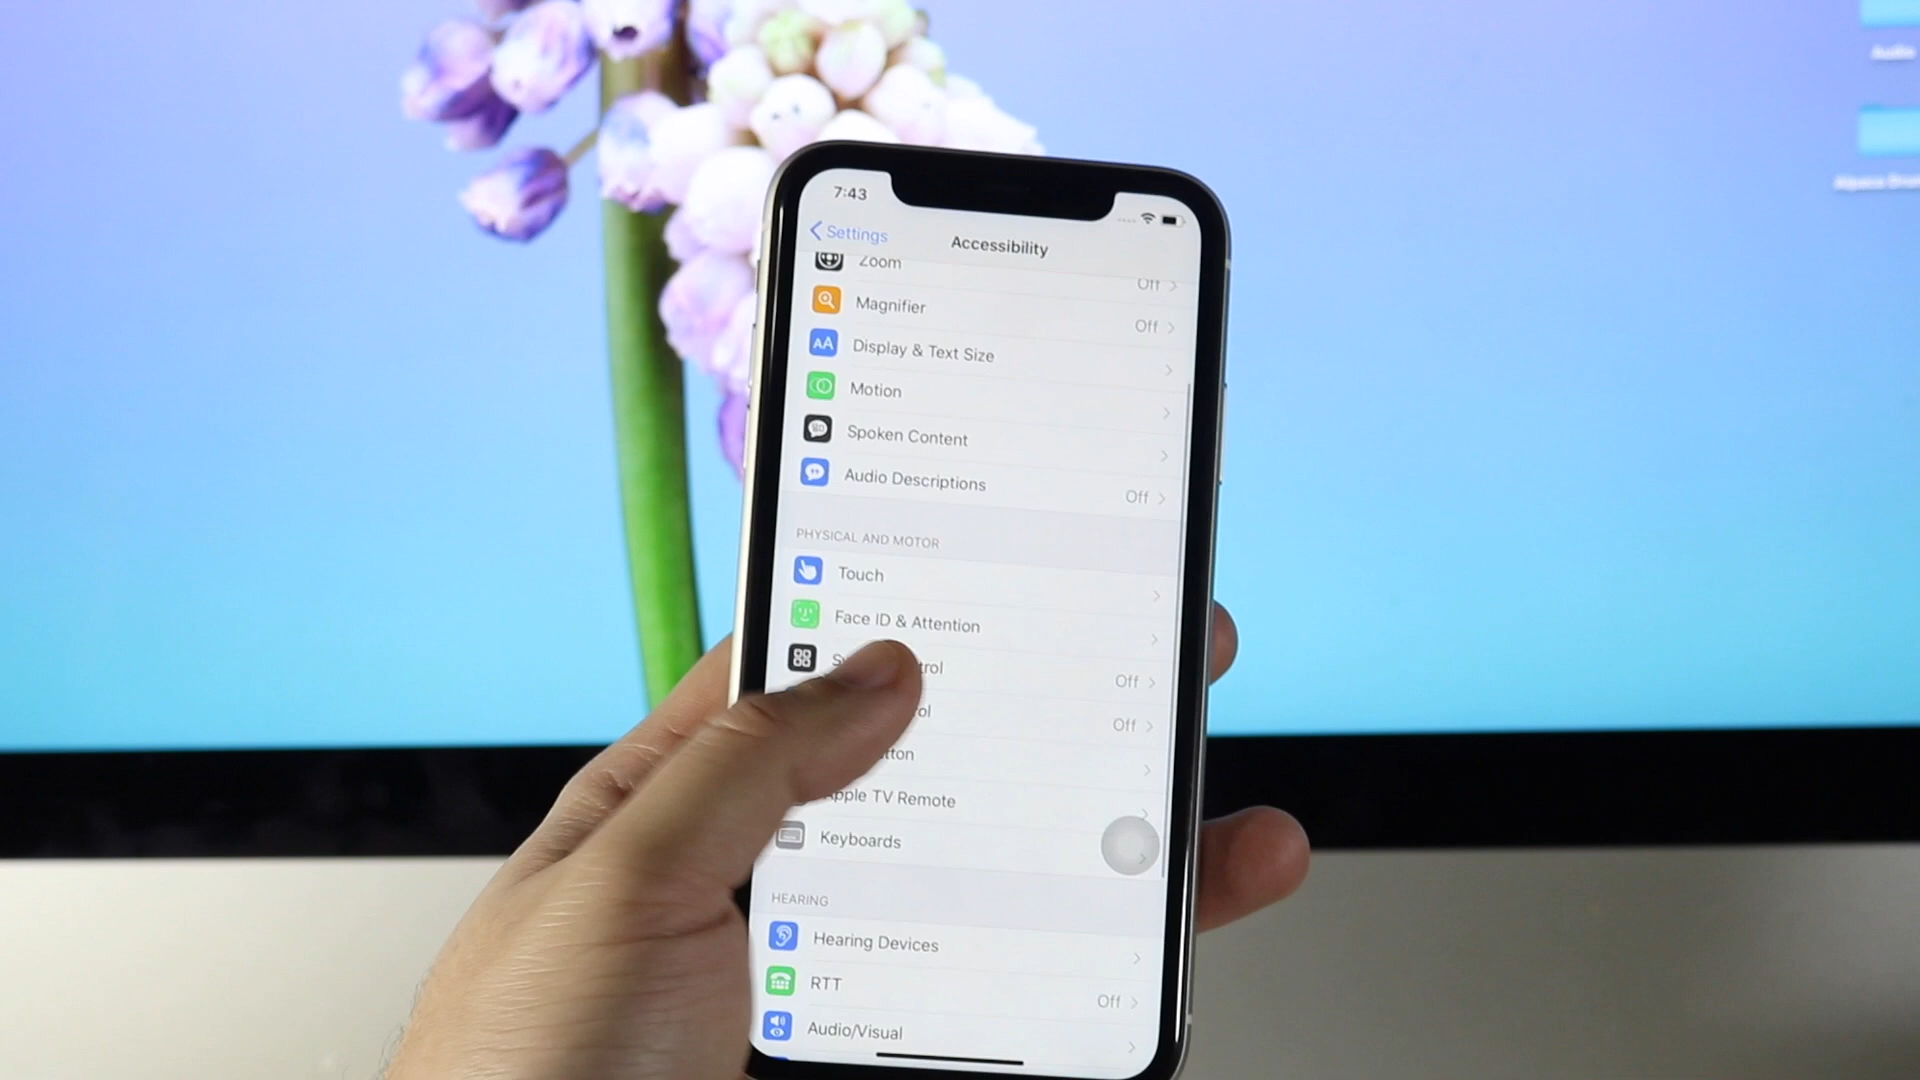 Audio
7:43
Settings
Accessibility
Zoom
Off
Magnifier
Off
Display & Text Size
Motion
Spoken Content
Audio Descriptions
Off
PHYSICAL AND MOTOR
Touch
Face ID & Attention
Off
Off
Apple TV Remote
Keyboards
HEARING
Hearing Devices
RTT
Off
Audio/Visual